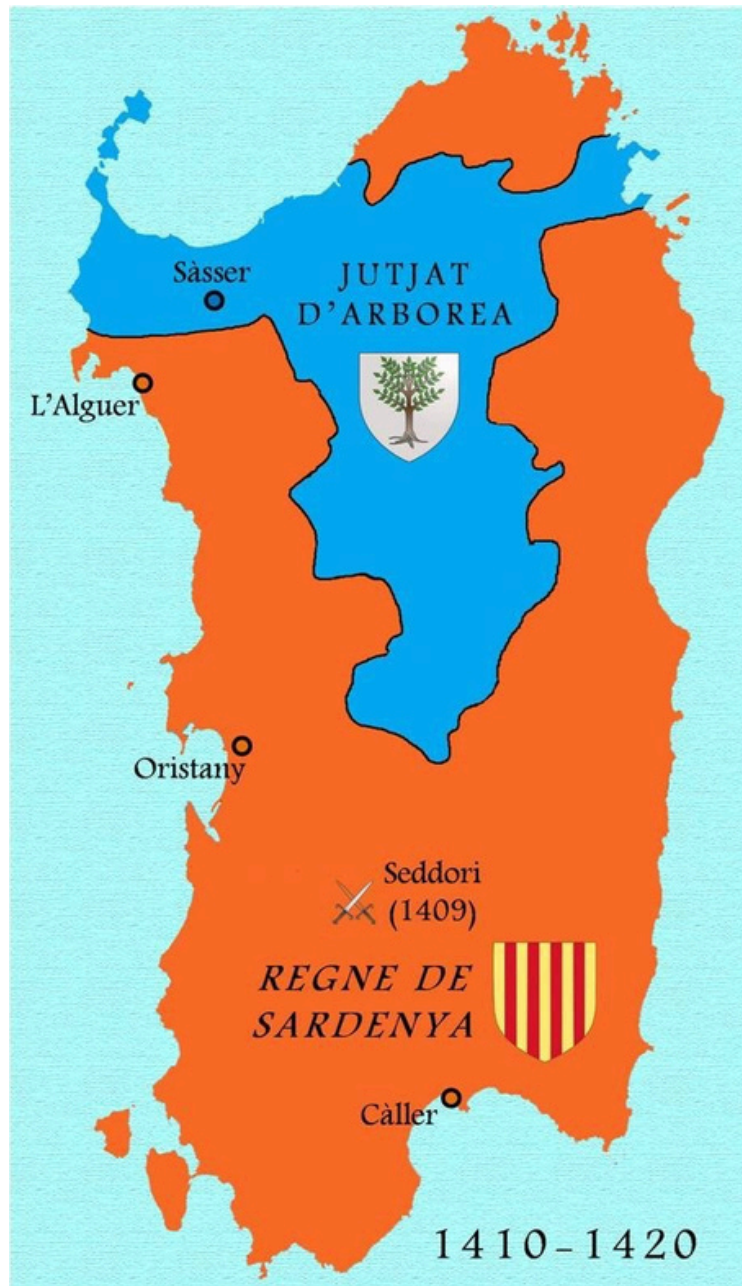 Sàsser
JUTJAT
D'ARBOREA
L'Alguer
Oristany
Seddori
(1409)
REGNE DE
SARDENYA
Càller
1410-1420